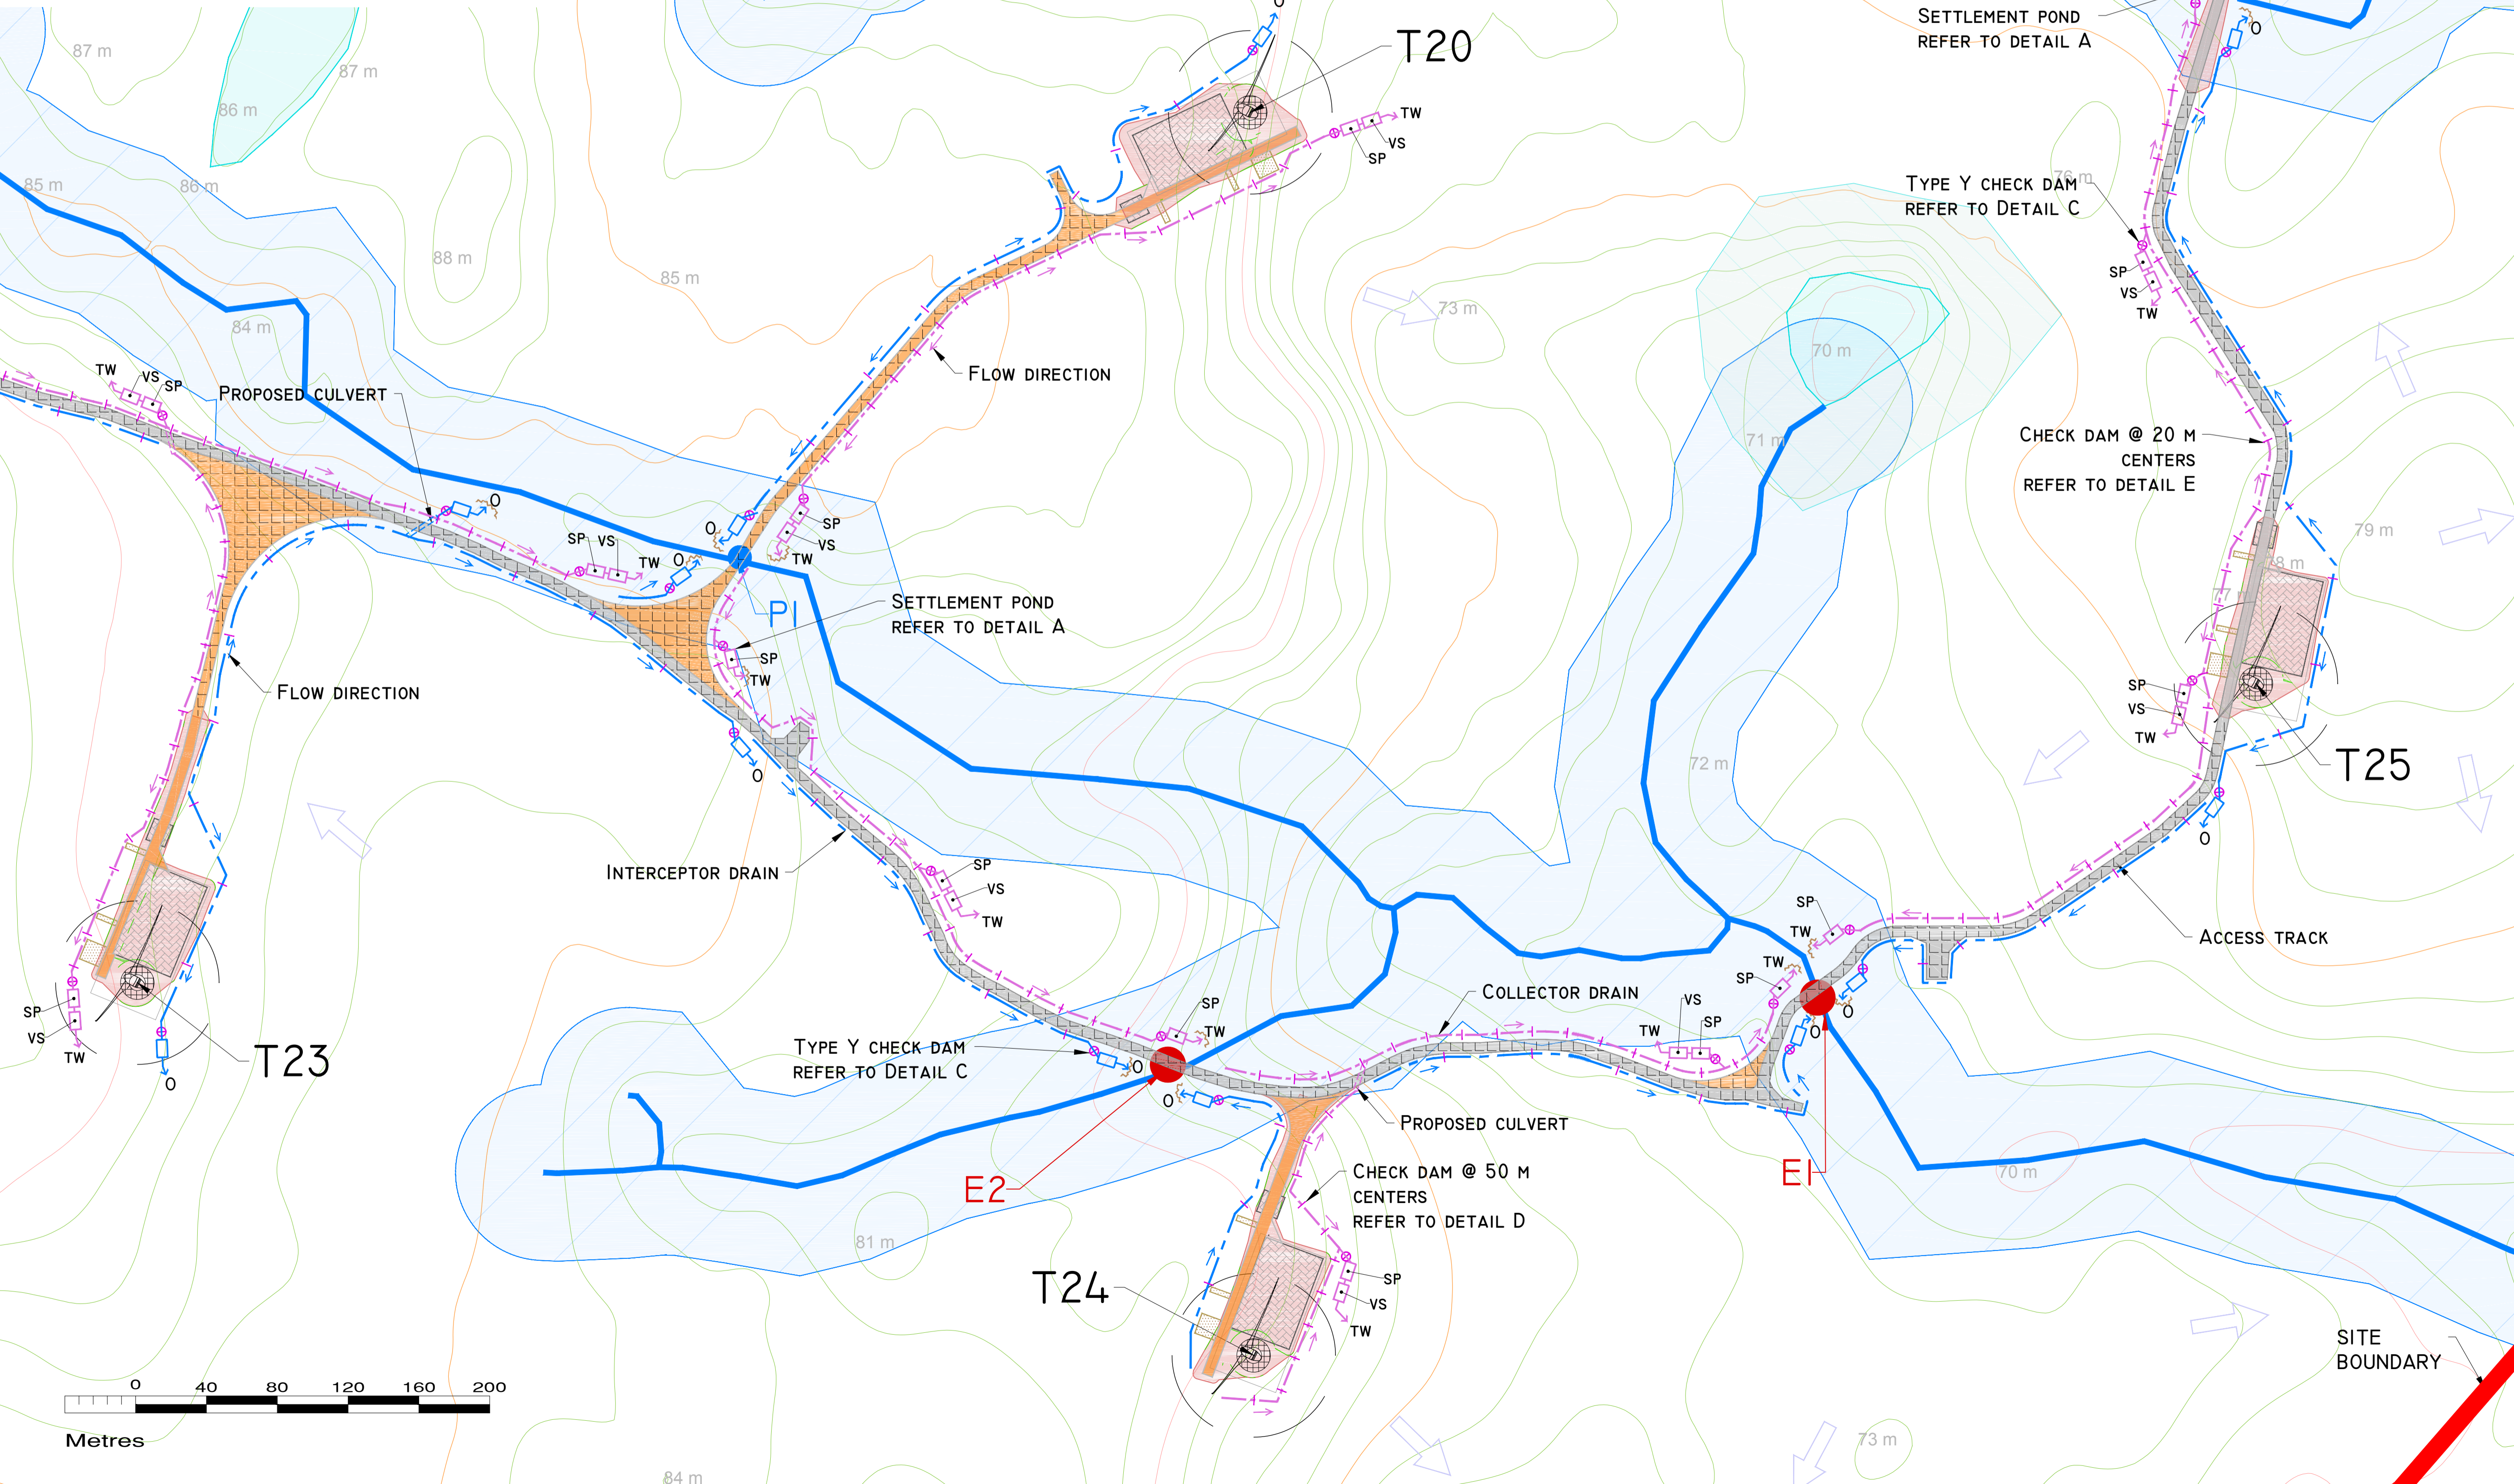 SETTLEMENT POND
REFER TO DETAIL A
T20
87 m
87 m
86 m
86 m
85 m
88 m
85 m
84 m
73 m
70 m
71 m
72 m
76 m
79 m
78 m
77 m
70 m
81 m
84 m
73 m
O
O
TW
VS
SP
TYPE Y CHECK DAM
REFER TO DETAIL C
SP
VS
TW
FLOW DIRECTION
TW
VS
SP
PROPOSED CULVERT
CHECK DAM @ 20 M
CENTERS
REFER TO DETAIL E
O
SP
VS
TW
O
O
SP
VS
TW
P1
SETTLEMENT POND
REFER TO DETAIL A
SP
TW
FLOW DIRECTION
SP
VS
TW
T25
O
O
INTERCEPTOR DRAIN
SP
VS
TW
SP
TW
ACCESS TRACK
TW
SP
COLLECTOR DRAIN
VS
SP
TW
O
O
SP
VS
TW
T23
O
TYPE Y CHECK DAM
REFER TO DETAIL C
O
SP
TW
O
PROPOSED CULVERT
E2
E1
CHECK DAM @ 50 M
CENTERS
REFER TO DETAIL D
T24
SP
VS
TW
SITE
BOUNDARY
0 40 80 120 160 200
Metres